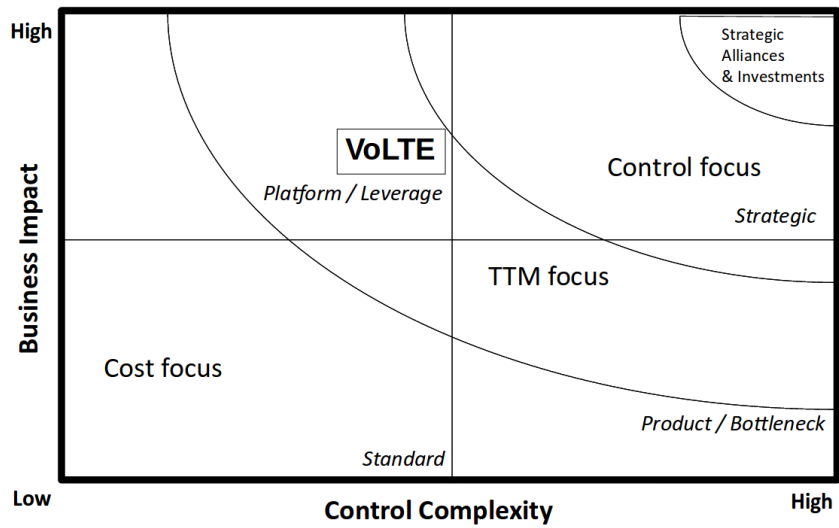 High
Strategic
Alliances
& Investments
VoLTE
Control focus
Platform / Leverage
Strategic
Business Impact
TTM focus
Cost focus
Product / Bottleneck
Standard
Low
Control Complexity
High